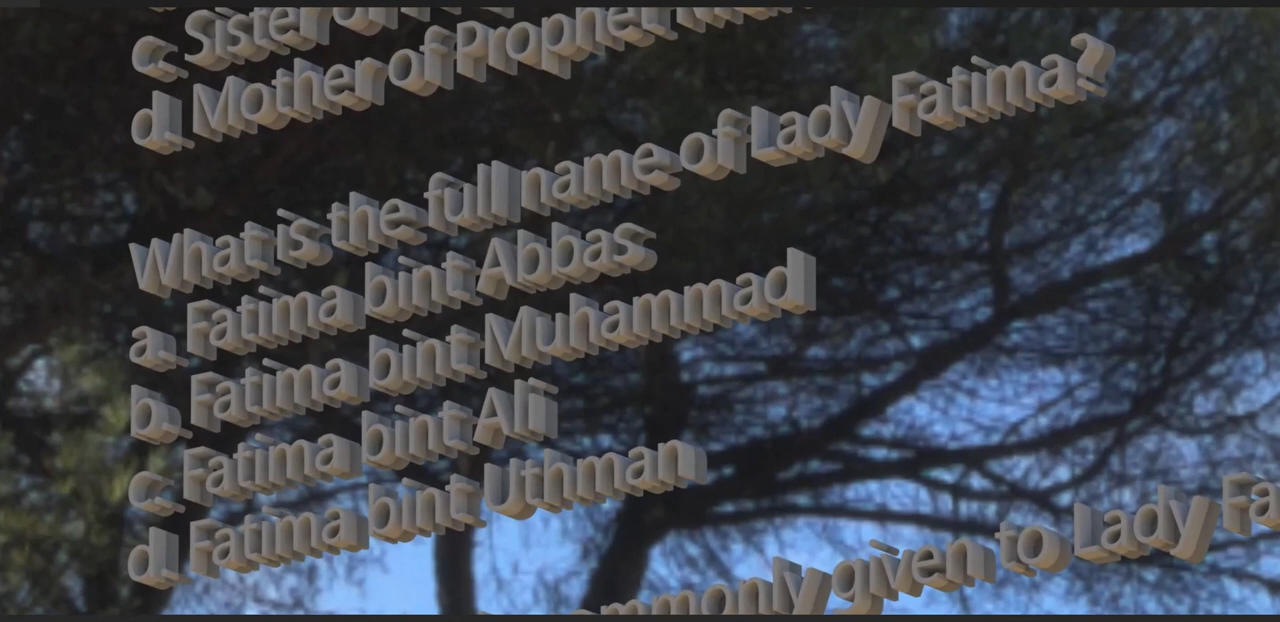 c. Sister of
d. Mother of Prophet
What is the full name of Lady Fatima?
a. Fatima bint Abbas
b. Fatima bint Muhammad
c. Fatima bint Ali
d. Fatima bint Uthman
given to Lady